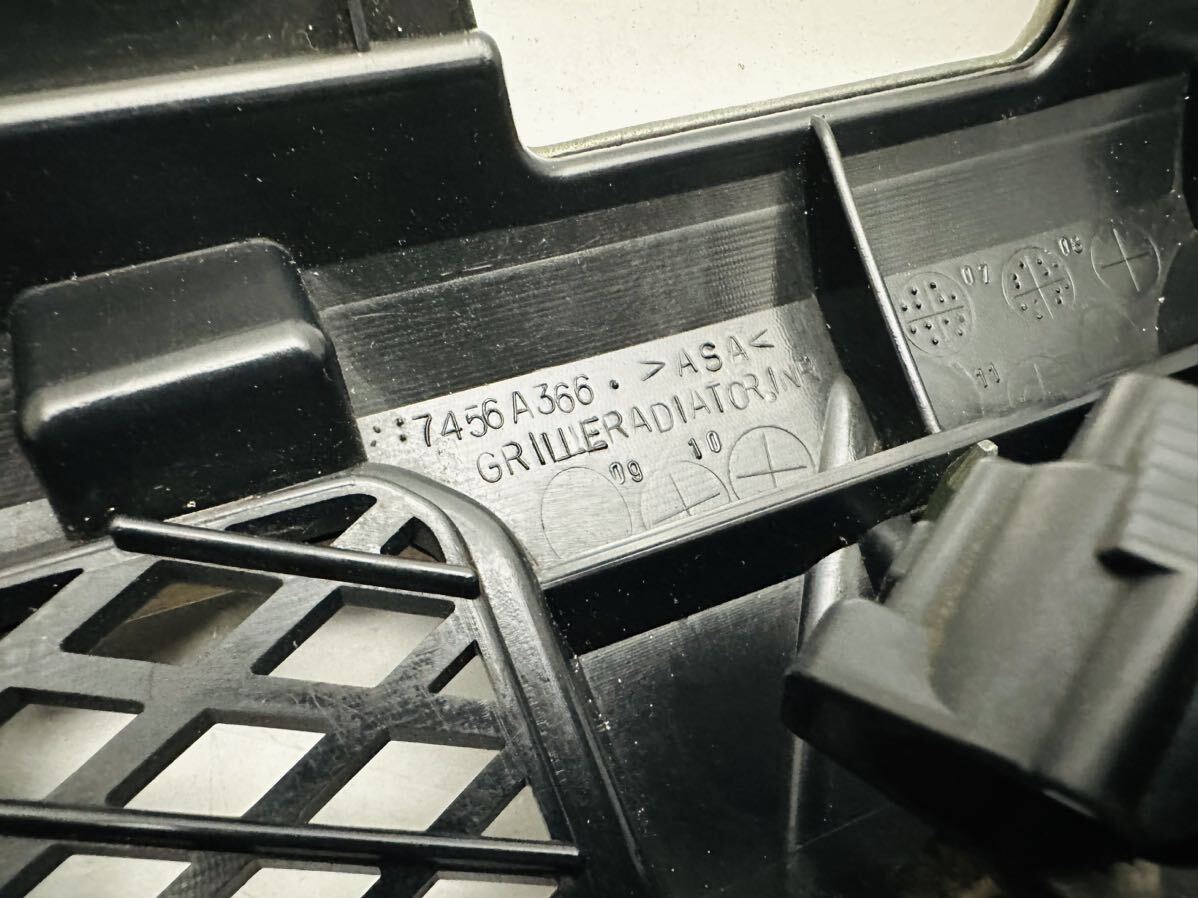 7456A366. >ASA<
GRILLERADIATOR,INR
07 05
09 10
11